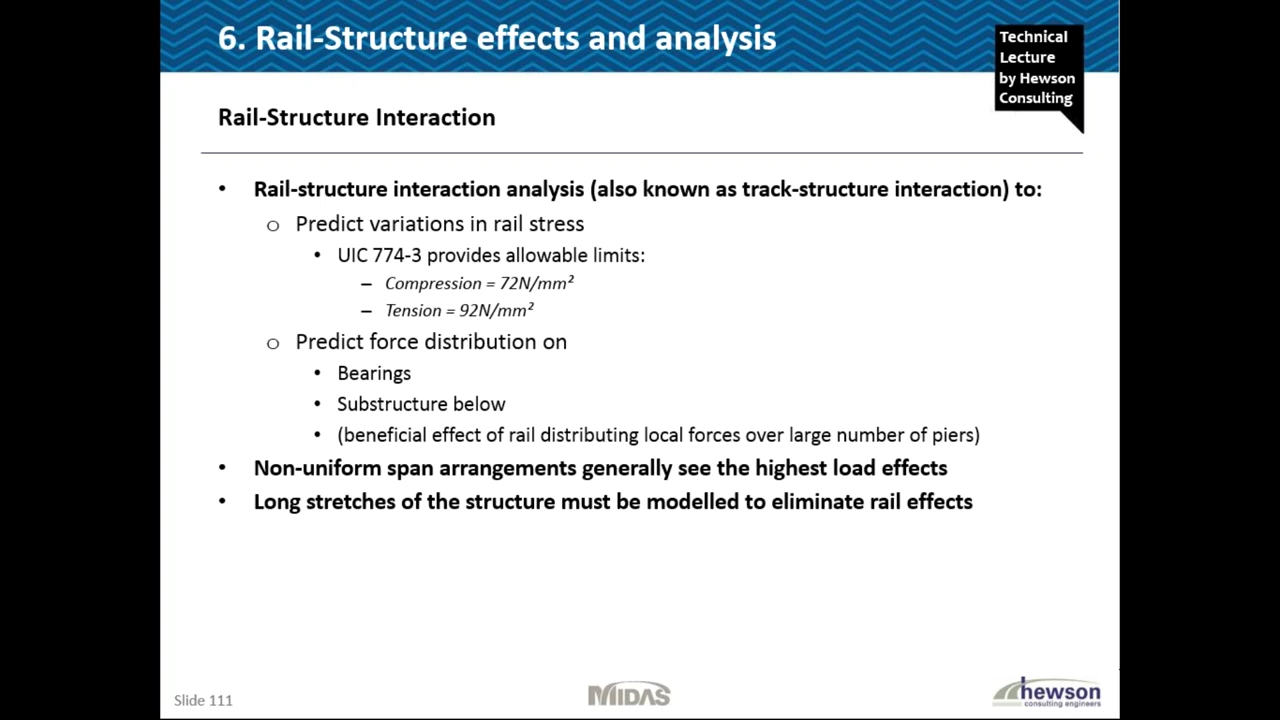 6. Rail-Structure effects and analysis
Technical
Lecture
by Hewson
Consulting
Rail-Structure Interaction
• Rail-structure interaction analysis (also known as track-structure interaction) to:
o Predict variations in rail stress
• UIC 774-3 provides allowable limits:
– Compression = 72N/mm²
– Tension = 92N/mm²
o Predict force distribution on
• Bearings
• Substructure below
• (beneficial effect of rail distributing local forces over large number of piers)
• Non-uniform span arrangements generally see the highest load effects
• Long stretches of the structure must be modelled to eliminate rail effects
Slide 111
MIDAS
hewson
consulting engineers